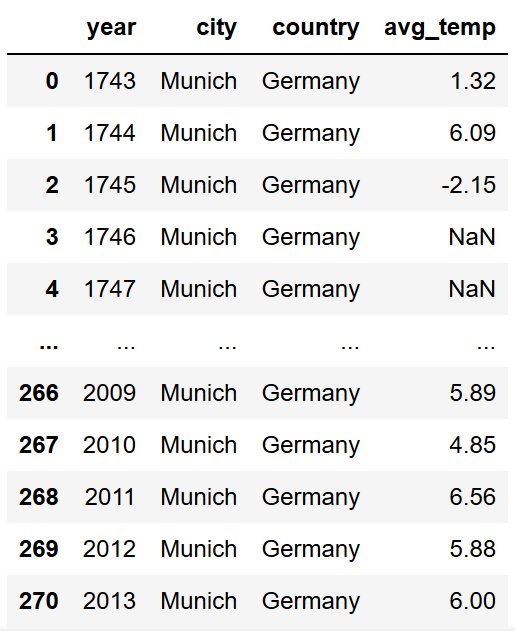 year city country avg_temp
0 1743 Munich Germany 1.32
1 1744 Munich Germany 6.09
2 1745 Munich Germany -2.15
3 1746 Munich Germany NaN
4 1747 Munich Germany NaN
... ... ... ... ...
266 2009 Munich Germany 5.89
267 2010 Munich Germany 4.85
268 2011 Munich Germany 6.56
269 2012 Munich Germany 5.88
270 2013 Munich Germany 6.00